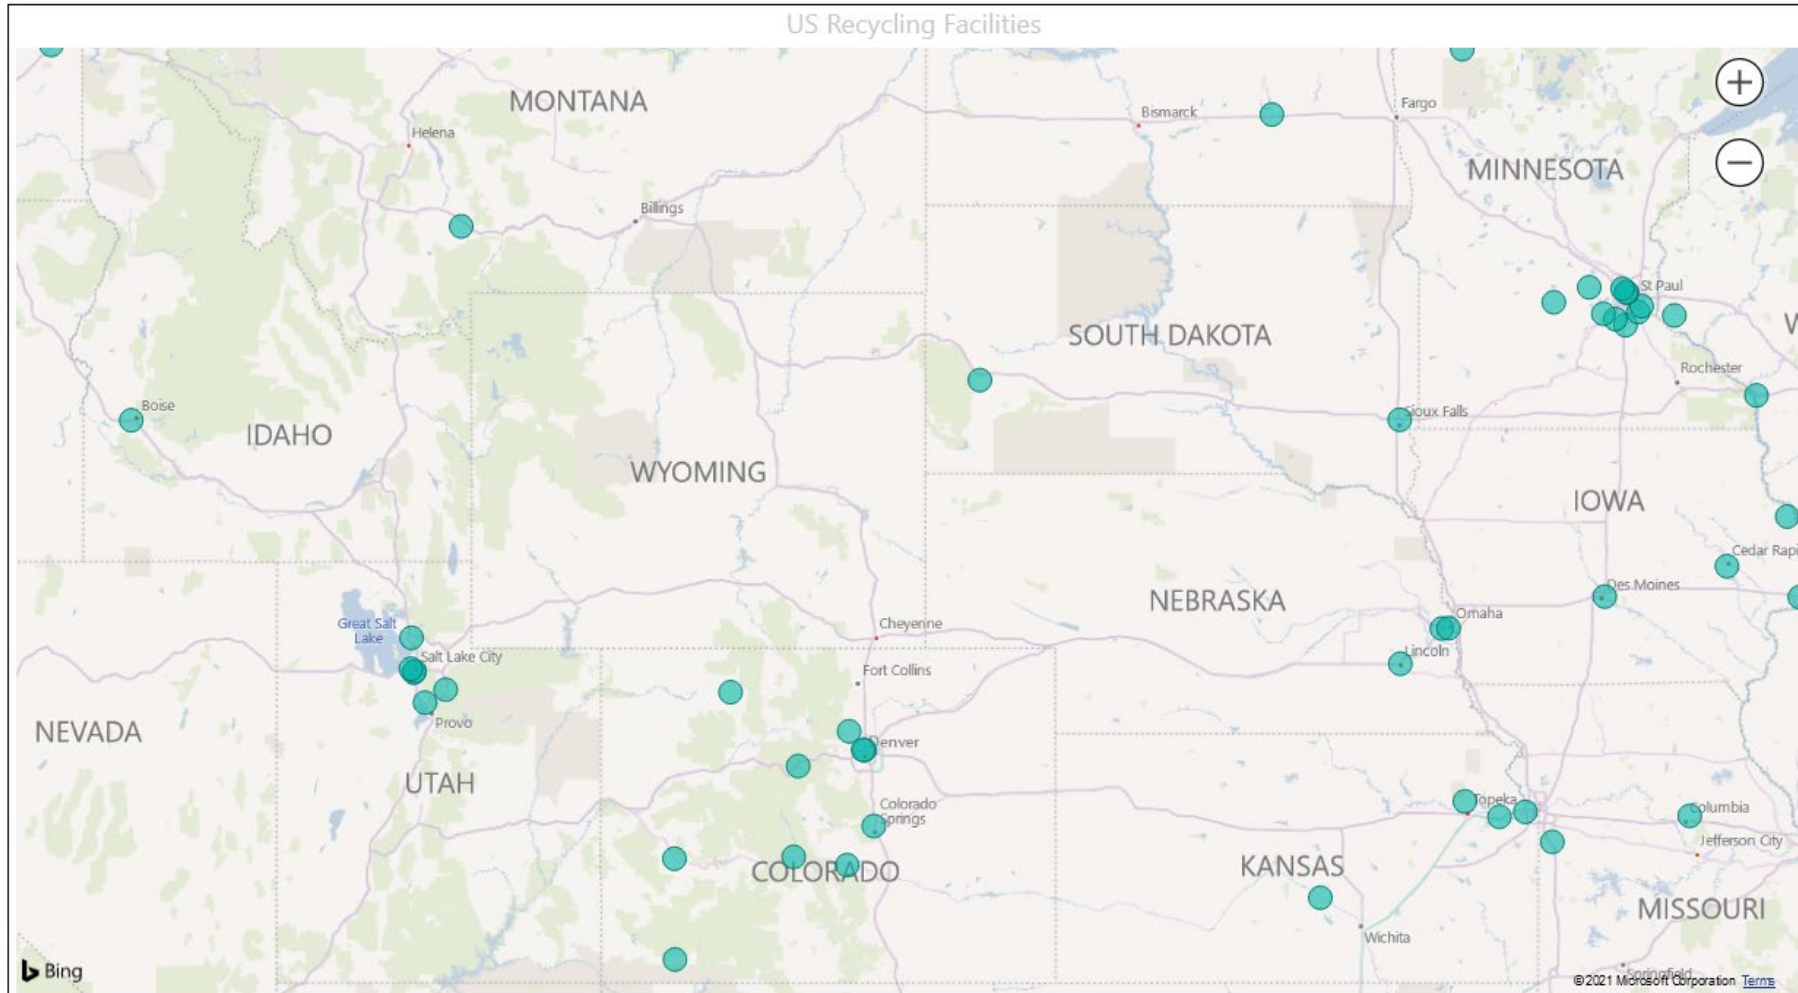 US Recycling Facilities
MONTANA
Helena
Bismarck
Fargo
MINNESOTA
Billings
St Paul
SOUTH DAKOTA
W
Rochester
Boise
Sioux Falls
IDAHO
WYOMING
IOWA
Cedar Rapi
Des Moines
NEBRASKA
Omaha
Great Salt
Lake
Cheyenne
Salt Lake City
Lincoln
Fort Collins
NEVADA
Provo
Denver
UTAH
Colorado
Springs
Topeka
Columbia
Jefferson City
COLORADO
KANSAS
MISSOURI
Wichita
Springfield
Bing
©2021 Microsoft Corporation Terms